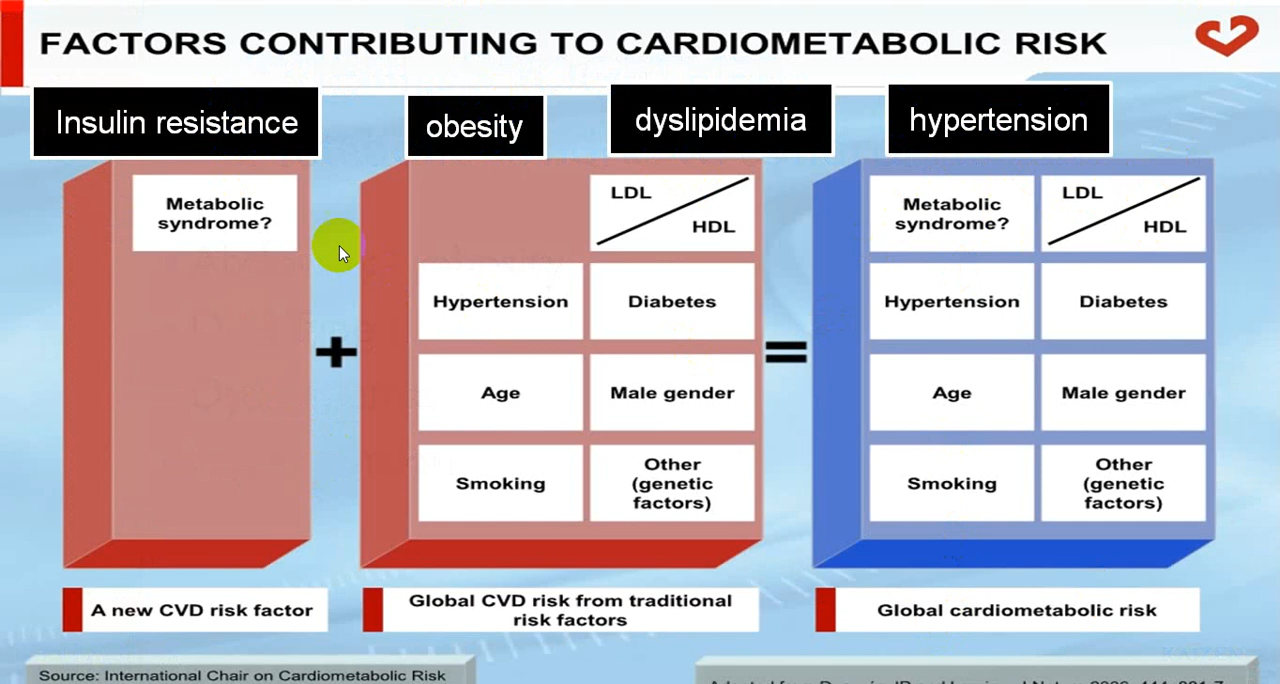 FACTORS CONTRIBUTING TO CARDIOMETABOLIC RISK
Insulin resistance
obesity
dyslipidemia
hypertension
Metabolic
syndrome?
+
LDL
HDL
Hypertension
Diabetes
Age
Male gender
Smoking
Other
(genetic
factors)
=
Metabolic
syndrome?
LDL
HDL
Hypertension
Diabetes
Age
Male gender
Smoking
Other
(genetic
factors)
A new CVD risk factor
Global CVD risk from traditional
risk factors
Global cardiometabolic risk
Source: International Chair on Cardiometabolic Risk